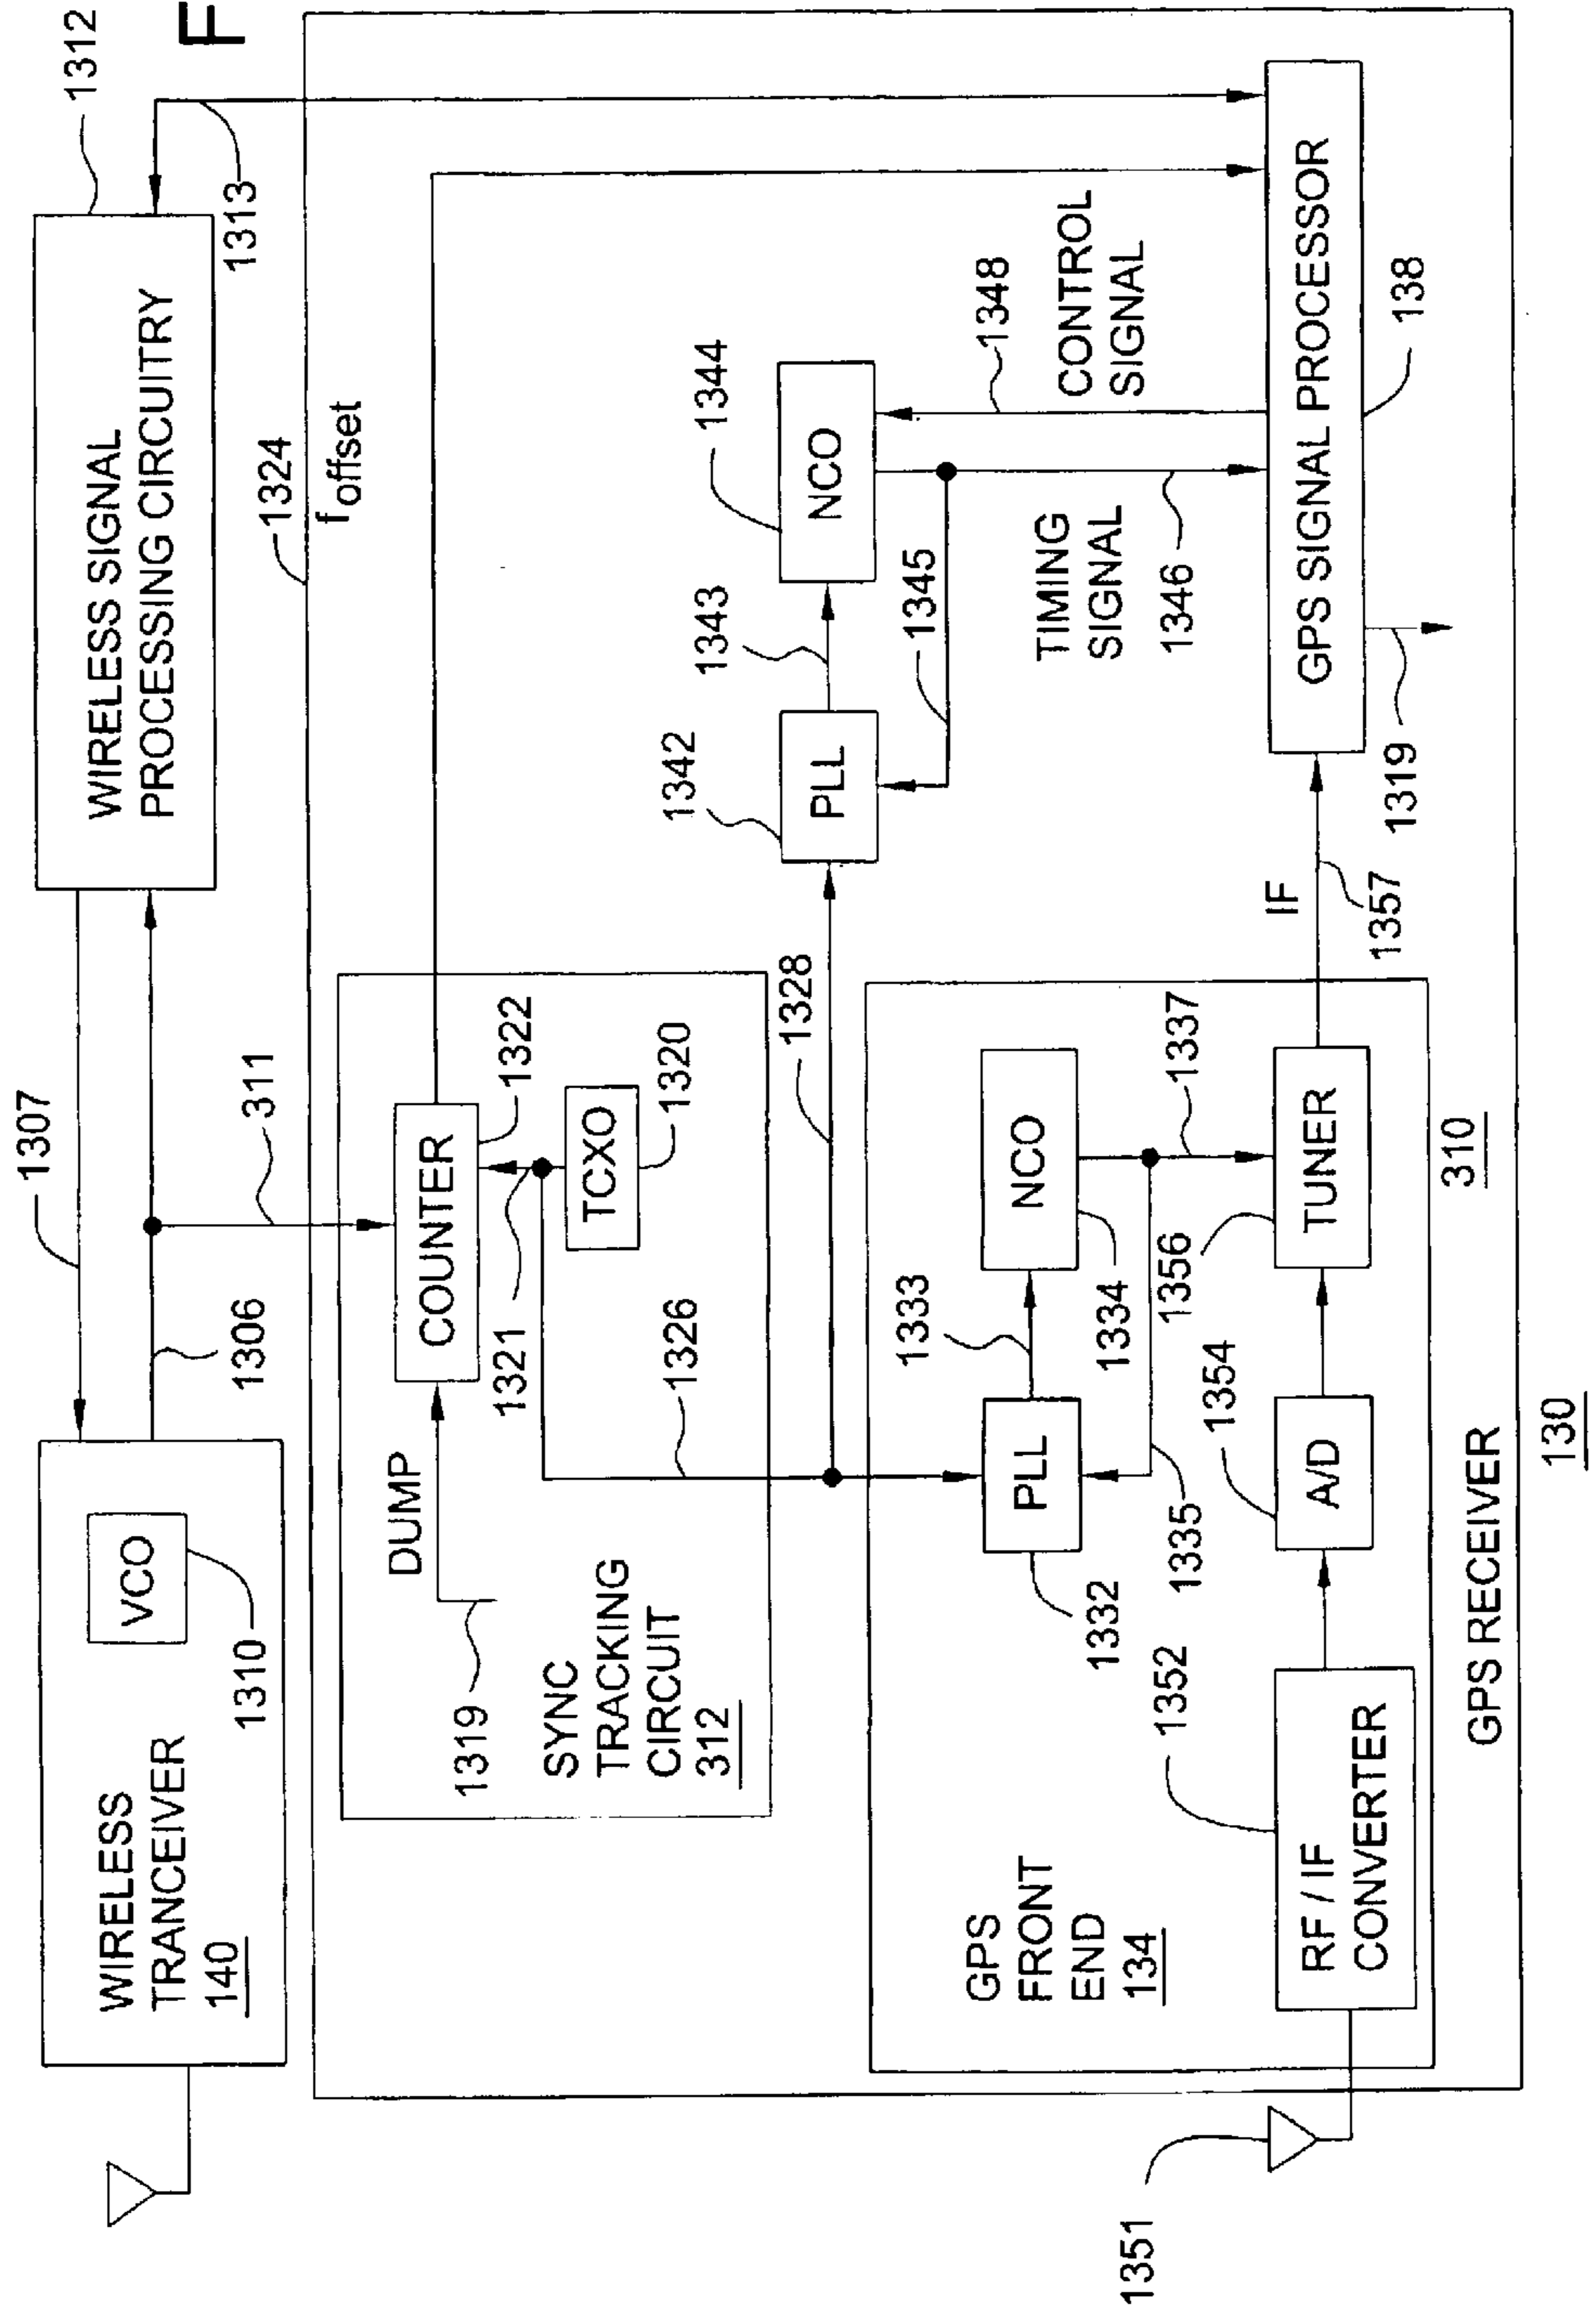 F
WIRELESS
TRANCEIVER
140
VCO
1310
1307
1306
311
WIRELESS SIGNAL
PROCESSING CIRCUITRY
1312
1313
1324
foffset
DUMP
1319
COUNTER
1322
1321
TCXO
1320
1326
SYNC
TRACKING
CIRCUIT
312
1328
1342
PLL
1343
NCO
1344
1345
TIMING
SIGNAL
1346
1348
CONTROL
SIGNAL
GPS
FRONT
END
134
PLL
1332
1333
NCO
1334
1335
1337
1351
RF / IF
CONVERTER
1352
A/D
1354
TUNER
1356
IF
1357
GPS SIGNAL PROCESSOR
138
1319
310
GPS RECEIVER
130